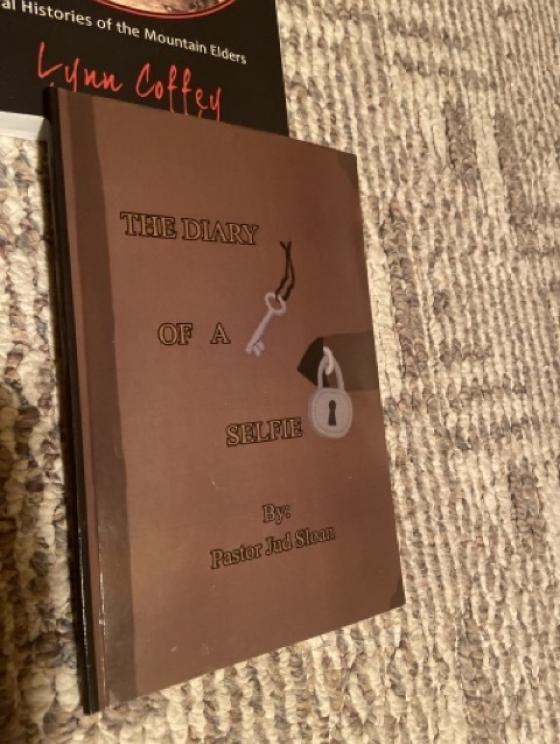 al Histories of the Mountain Elders
Lynn Coffey
THE DIARY
OF A
SELFIE
By:
Pastor Jud Sloan